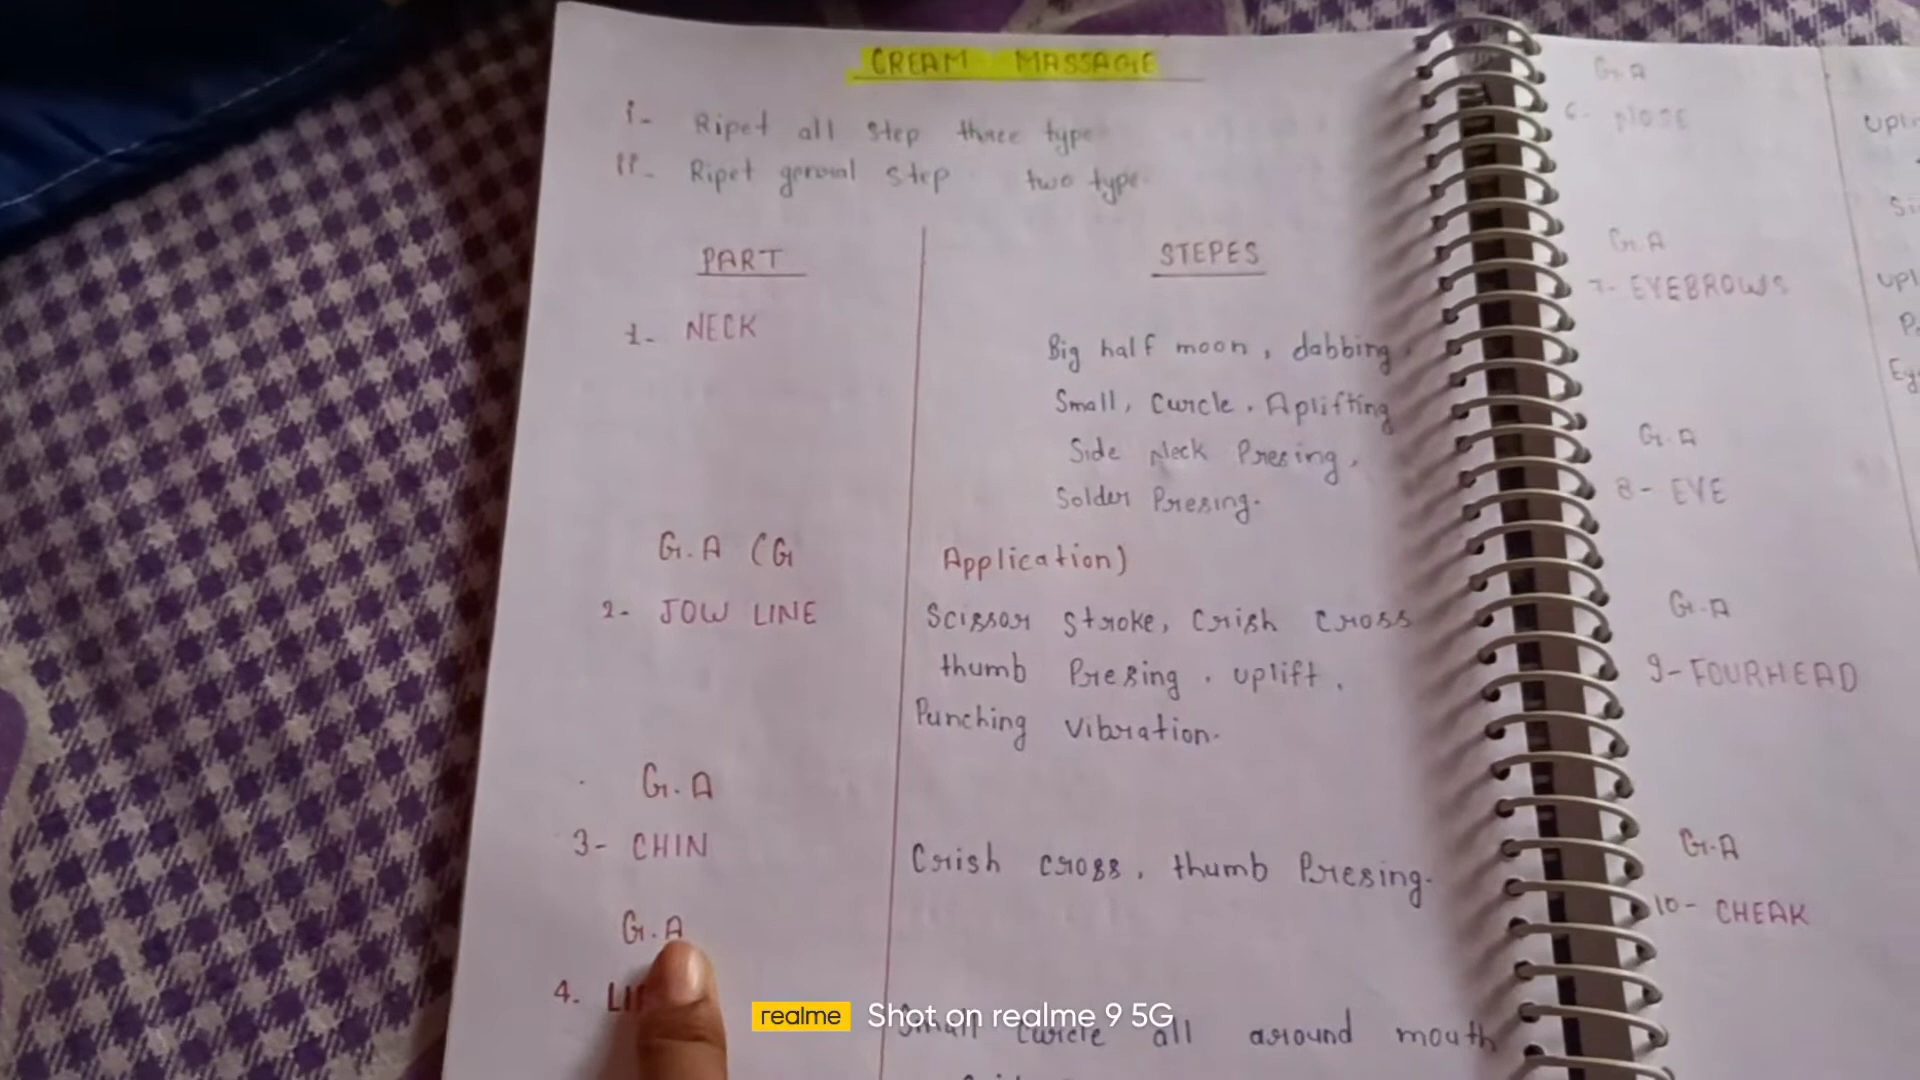 CREAM MASSAGE
i- Ripet all step three type
ii- Ripet gereral step two type
PART
STEPES
1- NECK
Big half moon, dabbing,
Small, Curcle, Aplifting
Side Neck Presing,
Solder Presing.
G.A (G Application)
2- JOW LINE
Scissor Stroke, Crish Cross
thumb Presing, uplift,
Punching vibration.
G.A
3- CHIN
Crish cross, thumb Presing.
G.A
4.
Small Curcle all around mouth
G.A
6- NOSE
G.A
7- EYEBROWS
G.A
8- EYE
G.A
9- FOURHEAD
G.A
10- CHEAK
realme Shot on realme 9 5G